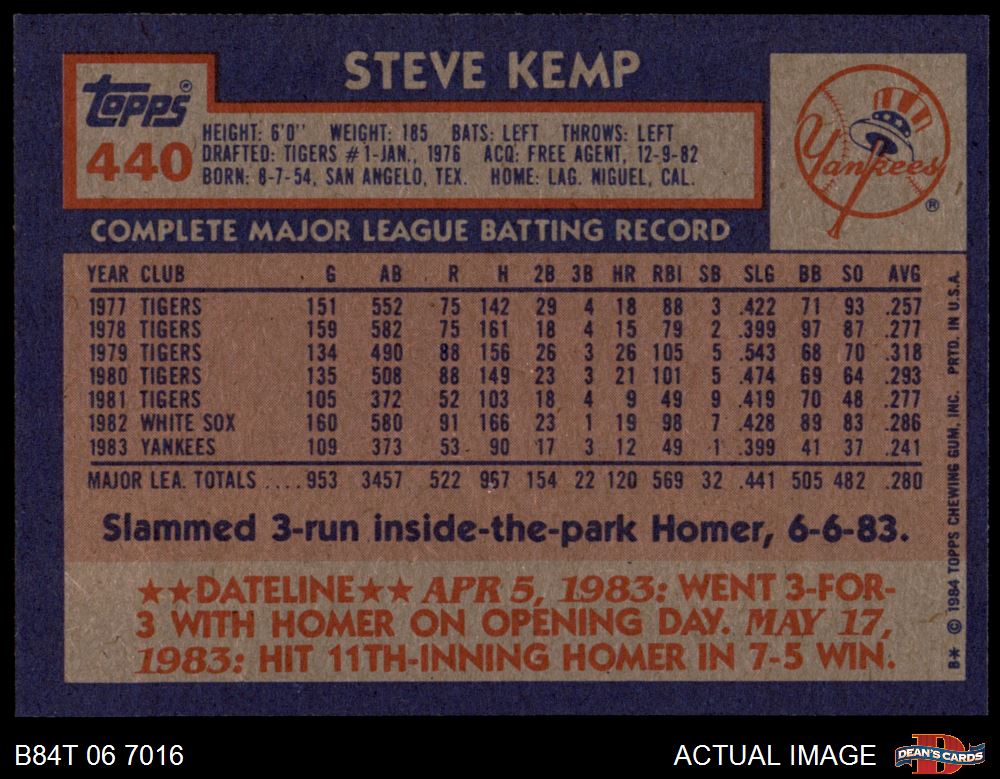 STEVE KEMP
TOPPS®
440
HEIGHT: 6'0" WEIGHT: 185 BATS: LEFT THROWS: LEFT
DRAFTED: TIGERS #1-JAN., 1976 ACQ: FREE AGENT, 12-9-82
BORN: 8-7-54, SAN ANGELO, TEX. HOME: LAG. NIGUEL, CAL.
Yankees®
COMPLETE MAJOR LEAGUE BATTING RECORD
YEAR CLUB G AB R H 2B 3B HR RBI SB SLG BB SO AVG
1977 TIGERS 151 552 75 142 29 4 18 88 3 .422 71 93 .257
1978 TIGERS 159 582 75 161 18 4 15 79 2 .399 97 87 .277
1979 TIGERS 134 490 88 156 26 3 26 105 5 .543 68 70 .318
1980 TIGERS 135 508 88 149 23 3 21 101 5 .474 69 64 .293
1981 TIGERS 105 372 52 103 18 4 9 49 9 .419 70 48 .277
1982 WHITE SOX 160 580 91 166 23 1 19 98 7 .428 89 83 .286
1983 YANKEES 109 373 53 90 17 3 12 49 1 .399 41 37 .241
MAJOR LEA. TOTALS .... 953 3457 522 967 154 22 120 569 32 .441 505 482 .280
Slammed 3-run inside-the-park Homer, 6-6-83.
★★DATELINE★★ APR 5, 1983: WENT 3-FOR-
3 WITH HOMER ON OPENING DAY. MAY 17,
1983: HIT 11TH-INNING HOMER IN 7-5 WIN.
B* © 1984 TOPPS CHEWING GUM, INC. PRTD. IN U.S.A.
B84T 06 7016
ACTUAL IMAGE
DEAN'S CARDS